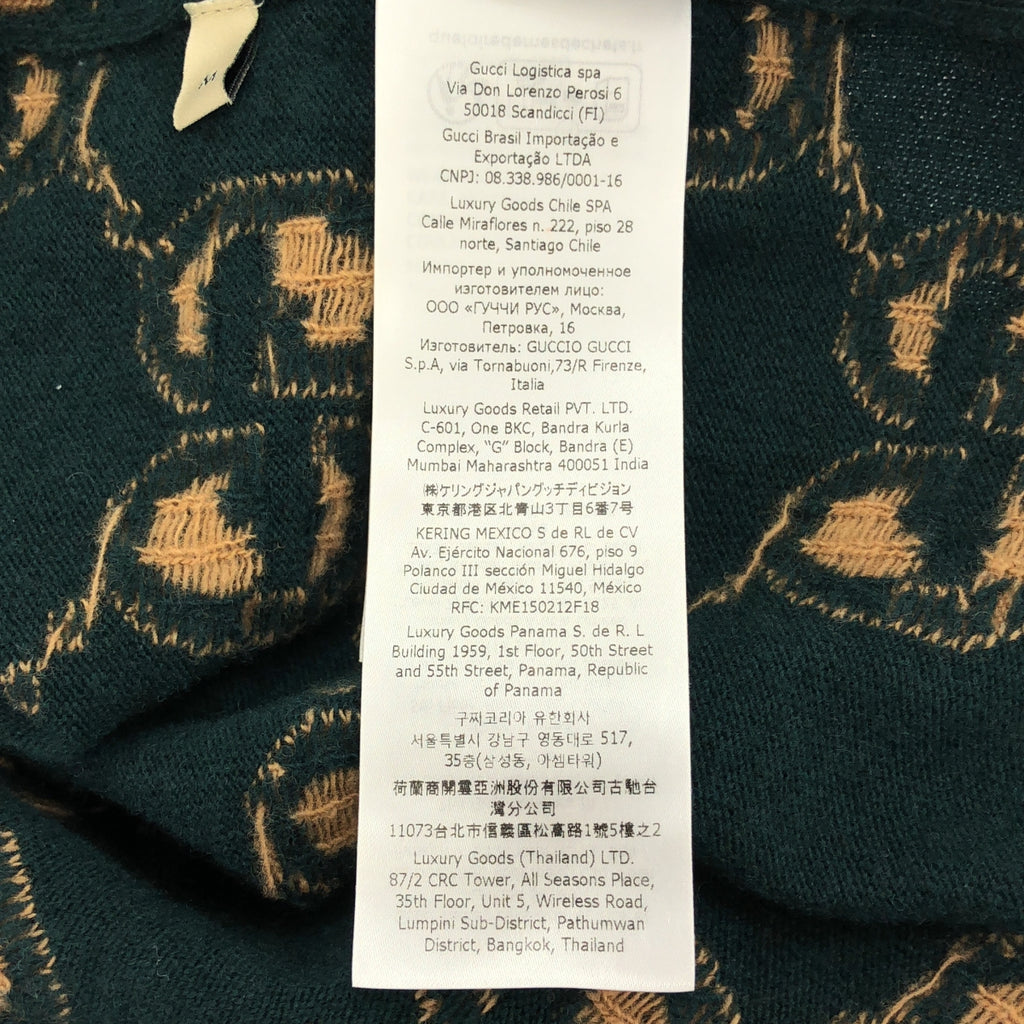 M
Gucci Logistica spa
Via Don Lorenzo Perosi 6
50018 Scandicci (FI)
Gucci Brasil Importação e
Exportação LTDA
CNPJ: 08.338.986/0001-16
Luxury Goods Chile SPA
Calle Miraflores n. 222, piso 28
norte, Santiago Chile
Импортер и уполномоченное
изготовителем лицо:
ООО «ГУЧЧИ РУС», Москва,
Петровка, 16
Изготовитель: GUCCIO GUCCI
S.p.A, via Tornabuoni,73/R Firenze,
Italia
Luxury Goods Retail PVT. LTD.
C-601, One BKC, Bandra Kurla
Complex, "G" Block, Bandra (E)
Mumbai Maharashtra 400051 India
㈱ケリングジャパングッチディビジョン
東京都港区北青山3丁目6番7号
KERING MEXICO S de RL de CV
Av. Ejército Nacional 676, piso 9
Polanco III sección Miguel Hidalgo
Ciudad de México 11540, México
RFC: KME150212F18
Luxury Goods Panama S. de R. L
Building 1959, 1st Floor, 50th Street
and 55th Street, Panama, Republic
of Panama
구찌코리아 유한회사
서울특별시 강남구 영동대로 517,
35층(삼성동, 아셈타워)
荷蘭商開雲亞洲股份有限公司古馳台
灣分公司
11073台北市信義區松高路1號5樓之2
Luxury Goods (Thailand) LTD.
87/2 CRC Tower, All Seasons Place,
35th Floor, Unit 5, Wireless Road,
Lumpini Sub-District, Pathumwan
District, Bangkok, Thailand